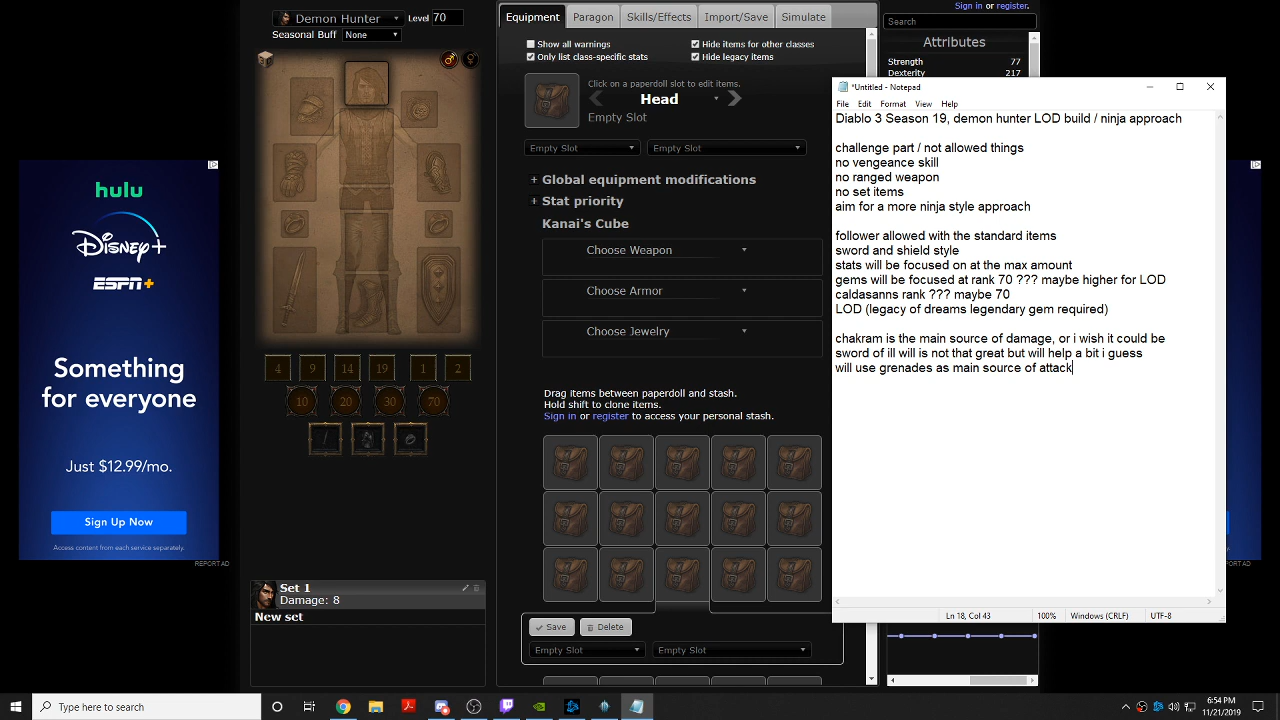 Demon Hunter
Level 70
Seasonal Buff None
4 9 14 19 1 2
10 20 30 70
Set 1
Damage: 8
New set
hulu
Disney+
ESPN+
Something
for everyone
Just $12.99/mo.
Sign Up Now
Access content from each service separately.
REPORT AD
Equipment Paragon Skills/Effects Import/Save Simulate
Show all warnings Hide items for other classes
Only list class-specific stats Hide legacy items
Click on a paperdoll slot to edit items.
Head
Empty Slot
Empty Slot Empty Slot
+ Global equipment modifications
+ Stat priority
Kanai's Cube
Choose Weapon
Choose Armor
Choose Jewelry
Drag items between paperdoll and stash.
Hold shift to clone items.
Sign in or register to access your personal stash.
Save Delete
Empty Slot Empty Slot
Sign in or register.
Search
Attributes
Strength 77
Dexterity 217
*Untitled - Notepad
File Edit Format View Help
Diablo 3 Season 19, demon hunter LOD build / ninja approach
challenge part / not allowed things
no vengeance skill
no ranged weapon
no set items
aim for a more ninja style approach
follower allowed with the standard items
sword and shield style
stats will be focused on at the max amount
gems will be focused at rank 70 ??? maybe higher for LOD
caldasanns rank ??? maybe 70
LOD (legacy of dreams legendary gem required)
chakram is the main source of damage, or i wish it could be
sword of ill will is not that great but will help a bit i guess
will use grenades as main source of attack
Ln 18, Col 43 100% Windows (CRLF) UTF-8
REPORT AD
Type here to search
6:54 PM
11/21/2019